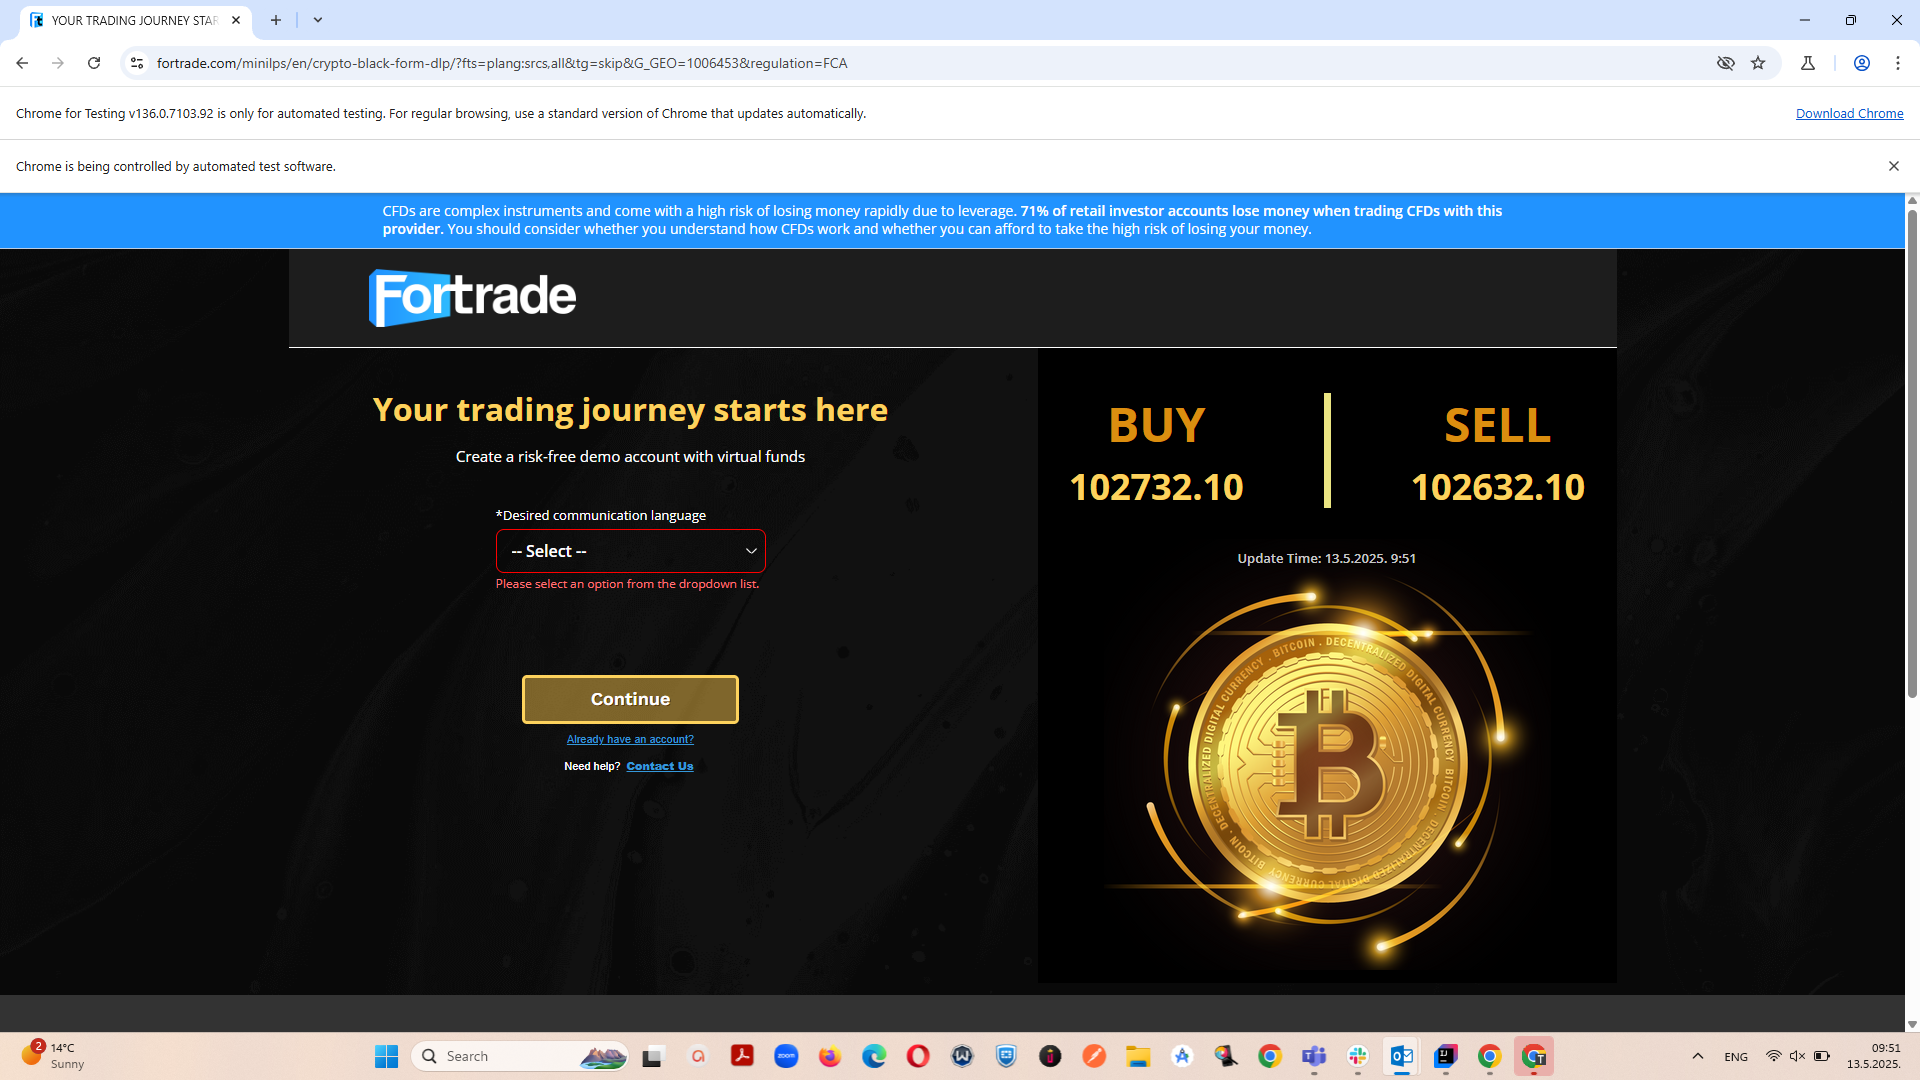 YOUR TRADING JOURNEY STAR
fortrade.com/minilps/en/crypto-black-form-dlp/?fts=plang:srcs,all&tg=skip&G_GEO=1006453&regulation=FCA
Chrome for Testing v136.0.7103.92 is only for automated testing. For regular browsing, use a standard version of Chrome that updates automatically.
Download Chrome
Chrome is being controlled by automated test software.
CFDs are complex instruments and come with a high risk of losing money rapidly due to leverage. 71% of retail investor accounts lose money when trading CFDs with this
provider. You should consider whether you understand how CFDs work and whether you can afford to take the high risk of losing your money.
Fortrade
Your trading journey starts here
Create a risk-free demo account with virtual funds
*Desired communication language
-- Select --
Please select an option from the dropdown list.
Continue
Already have an account?
Need help? Contact Us
BUY
SELL
102732.10
102632.10
Update Time: 13.5.2025. 9:51
BITCOIN . DECENTRALIZED DIGITAL CURRENCY BITCOIN . DECENTRALIZED DIGITAL CURRENCY BITCOIN . DECENTRALIZED DIGITAL CURRENCY
2
14°C
Sunny
Search
zoom
ENG
09:51
13.5.2025.